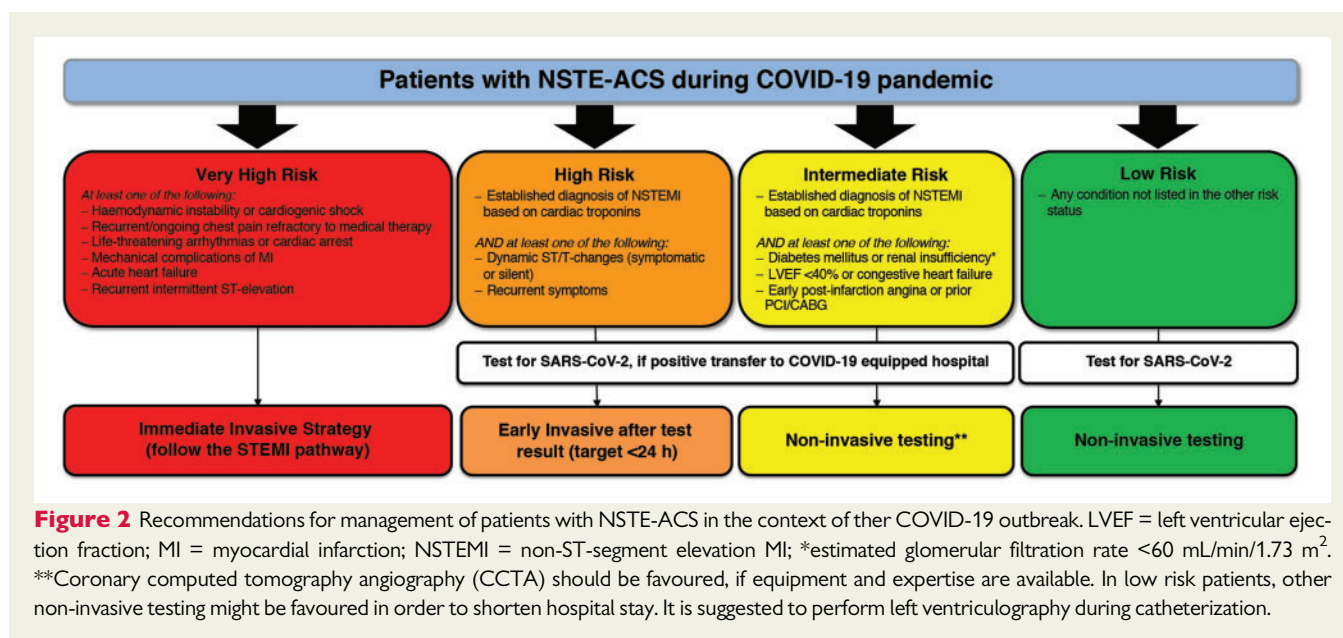 Patients with NSTE-ACS during COVID-19 pandemic
Very High Risk
At least one of the following:
– Haemodynamic instability or cardiogenic shock
– Recurrent/ongoing chest pain refractory to medical therapy
– Life-threatening arrhythmias or cardiac arrest
– Mechanical complications of MI
– Acute heart failure
– Recurrent intermittent ST-elevation
High Risk
– Established diagnosis of NSTEMI
based on cardiac troponins
AND at least one of the following:
– Dynamic ST/T-changes (symptomatic
or silent)
– Recurrent symptoms
Intermediate Risk
– Established diagnosis of NSTEMI
based on cardiac troponins
AND at least one of the following:
– Diabetes mellitus or renal insufficiency*
– LVEF <40% or congestive heart failure
– Early post-infarction angina or prior
PCI/CABG
Low Risk
– Any condition not listed in the other risk
status
Test for SARS-CoV-2, if positive transfer to COVID-19 equipped hospital
Test for SARS-CoV-2
Immediate Invasive Strategy
(follow the STEMI pathway)
Early Invasive after test
result (target <24 h)
Non-invasive testing**
Non-invasive testing
Figure 2 Recommendations for management of patients with NSTE-ACS in the context of ther COVID-19 outbreak. LVEF = left ventricular ejec-
tion fraction; MI = myocardial infarction; NSTEMI = non-ST-segment elevation MI; *estimated glomerular filtration rate <60 mL/min/1.73 m².
**Coronary computed tomography angiography (CCTA) should be favoured, if equipment and expertise are available. In low risk patients, other
non-invasive testing might be favoured in order to shorten hospital stay. It is suggested to perform left ventriculography during catheterization.